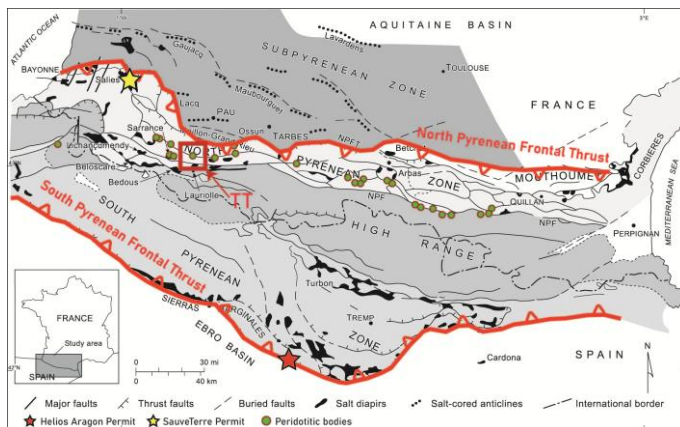 AQUITAINE BASIN
ATLANTIC OCEAN
BAYONNE
Salies
Gaujacq
Lavardens
SUBPYRENEAN
ZONE
TOULOUSE
Maubourguet
Lacq
PAU
FRANCE
Sarrance
Ossun
TARBES
NPFT
North Pyrenean Frontal Thrust
NORTH
PYRENEAN
ZONE
Arbas
MOUTHOUMET
CORBIERES
Bedous
TT
NPF
QUILLAN
NPF
PERPIGNAN
MEDITERRANEAN SEA
HIGH
RANGE
SOUTH
PYRENEAN
ZONE
South Pyrenean Frontal Thrust
Turbon
TREMP
SIERRAS
EBRO BASIN
Cardona
SPAIN
N
FRANCE
Study area
SPAIN
0 30 mi
0 40 km
Major faults Thrust faults Buried faults Salt diapirs Salt-cored anticlines International border
Helios Aragon Permit SauveTerre Permit Peridotitic bodies